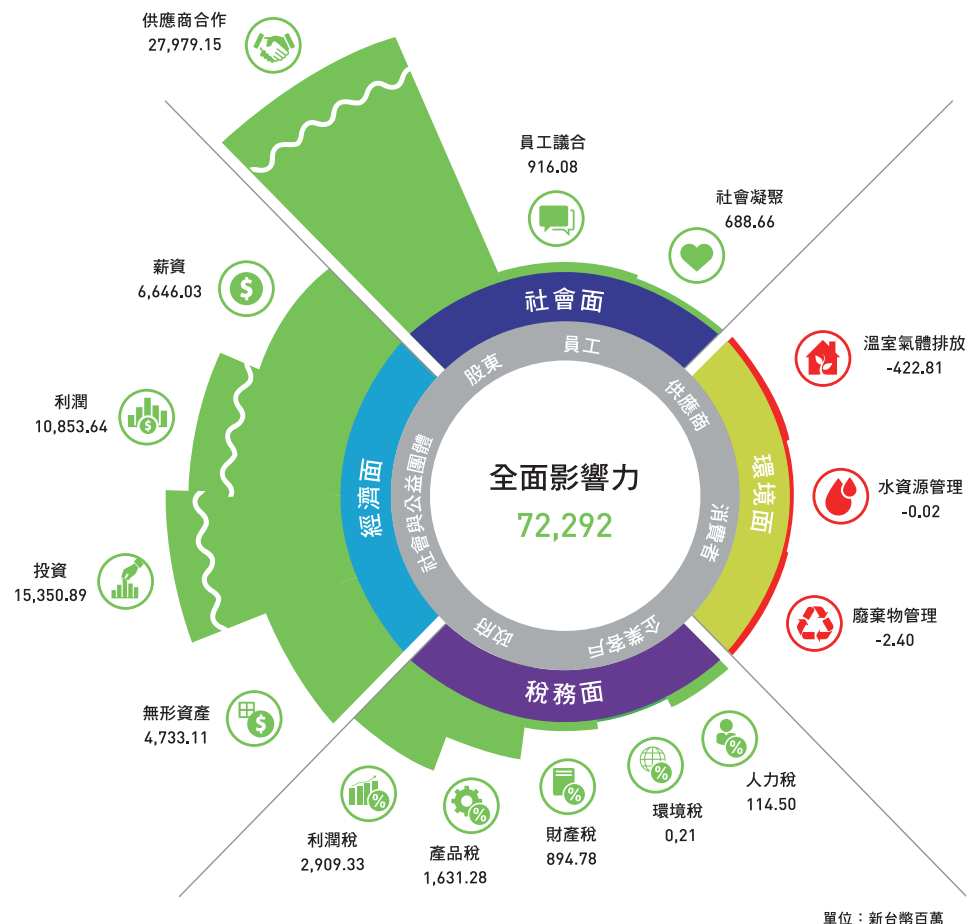 供應商合作
27,979.15
員工議合
916.08
社會凝聚
688.66
薪資
6,646.03
利潤
10,853.64
投資
15,350.89
無形資產
4,733.11
溫室氣體排放
-422.81
水資源管理
-0.02
廢棄物管理
-2.40
社會面
環境面
稅務面
經濟面
股東
員工
供應商
消費者
企業客戶
政府
社會與公益團體
全面影響力
72,292
利潤稅
2,909.33
產品稅
1,631.28
財產稅
894.78
環境稅
0,21
人力稅
114.50
單位：新台幣百萬